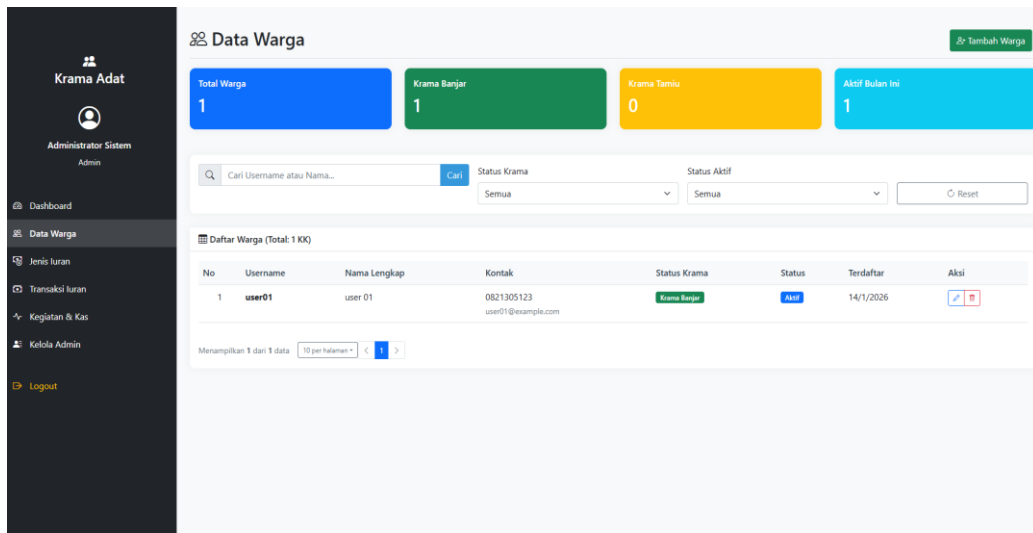 Krama Adat
Administrator Sistem
Admin
Dashboard
Data Warga
Jenis Iuran
Transaksi Iuran
Kegiatan & Kas
Kelola Admin
Logout
Data Warga
Tambah Warga
Total Warga
1
Krama Banjar
1
Krama Tamiu
0
Aktif Bulan Ini
1
Cari Username atau Nama...
Cari
Status Krama
Semua
Status Aktif
Semua
Reset
Daftar Warga (Total: 1 KK)
No Username Nama Lengkap Kontak Status Krama Status Terdaftar Aksi
1 user01 user 01 0821305123 Krama Banjar Aktif 14/1/2026
user01@example.com
Menampilkan 1 dari 1 data 10 per halaman < 1 >